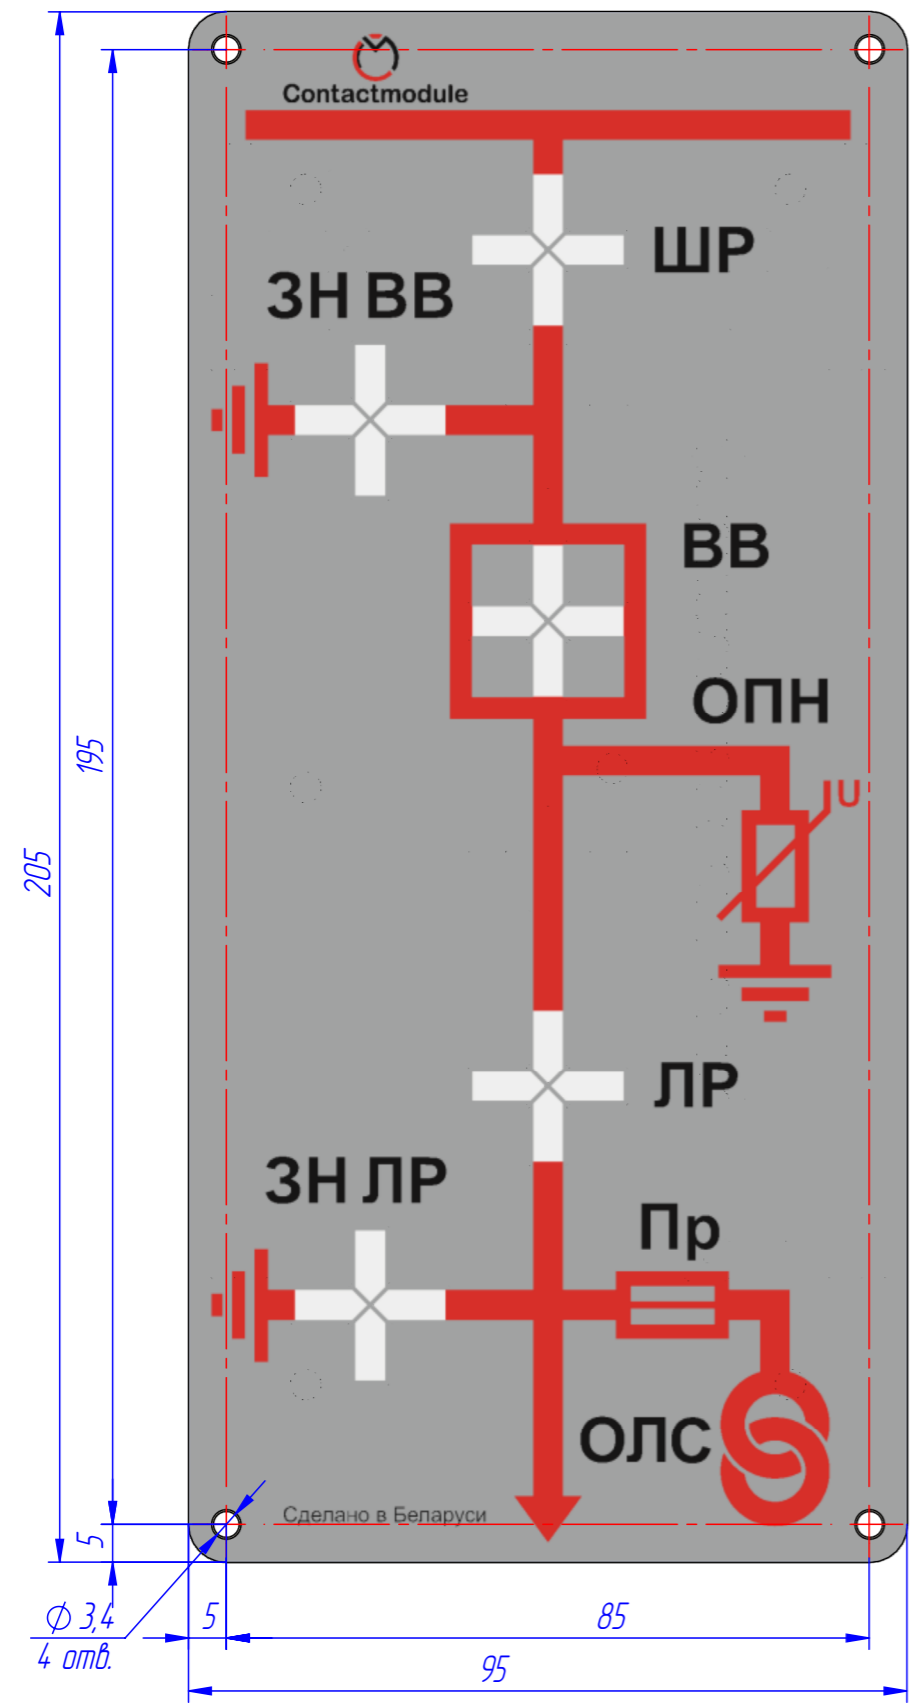 Contactmodule
ШР
ЗН ВВ
ВВ
ОПН
U
195
205
ЛР
ЗН ЛР
Пр
ОЛС
Сделано в Беларуси
5
Ø 3,4
4 отв.
5
85
95